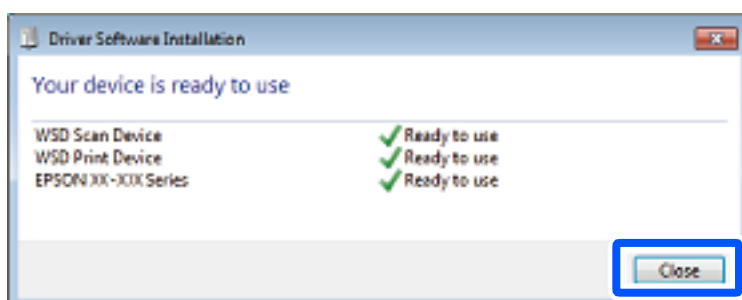 Driver Software Installation
Your device is ready to use
WSD Scan Device Ready to use
WSD Print Device Ready to use
EPSON XX-XXX Series Ready to use
Close